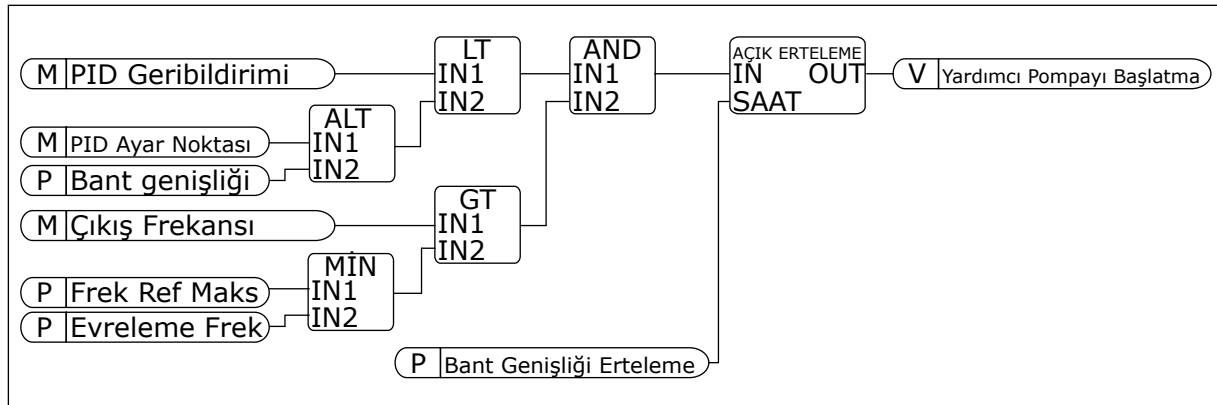 LT
AND
AÇIK ERTELEME
M PID Geribildirimi
IN1
IN1
IN OUT
V Yardımcı Pompayı Başlatma
IN2
IN2
SAAT
ALT
M PID Ayar Noktası
IN1
P Bant genişliği
IN2
GT
M Çıkış Frekansı
IN1
IN2
MİN
P Frek Ref Maks
IN1
P Evreleme Frek
IN2
P Bant Genişliği Erteleme